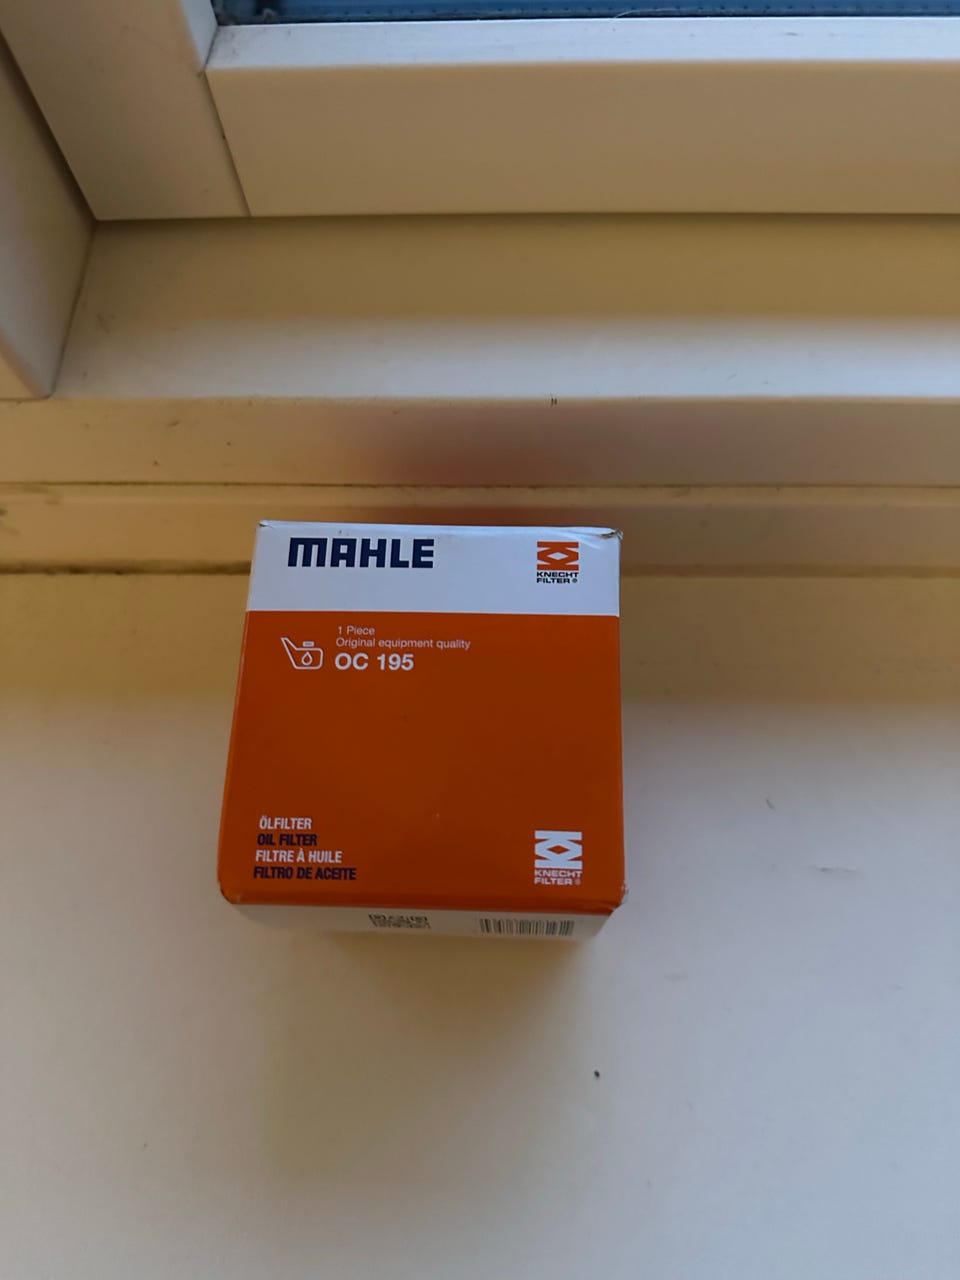 MAHLE
KNECHT
FILTER®
1 Piece
Original equipment quality
OC 195
ÖLFILTER
OIL FILTER
FILTRE À HUILE
FILTRO DE ACEITE
KNECHT
FILTER®